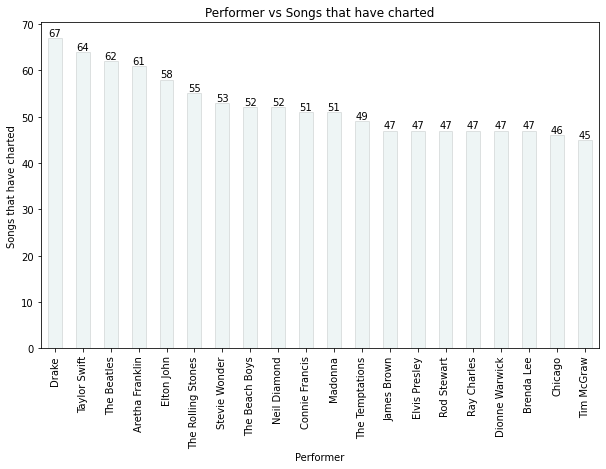 Performer vs Songs that have charted
Songs that have charted
70
60
50
40
30
20
10
0
67
64
62
61
58
55
53
52
52
51
51
49
47
47
47
47
47
47
46
45
Drake
Taylor Swift
The Beatles
Aretha Franklin
Elton John
The Rolling Stones
Stevie Wonder
The Beach Boys
Neil Diamond
Connie Francis
Madonna
The Temptations
James Brown
Elvis Presley
Rod Stewart
Ray Charles
Dionne Warwick
Brenda Lee
Chicago
Tim McGraw
Performer